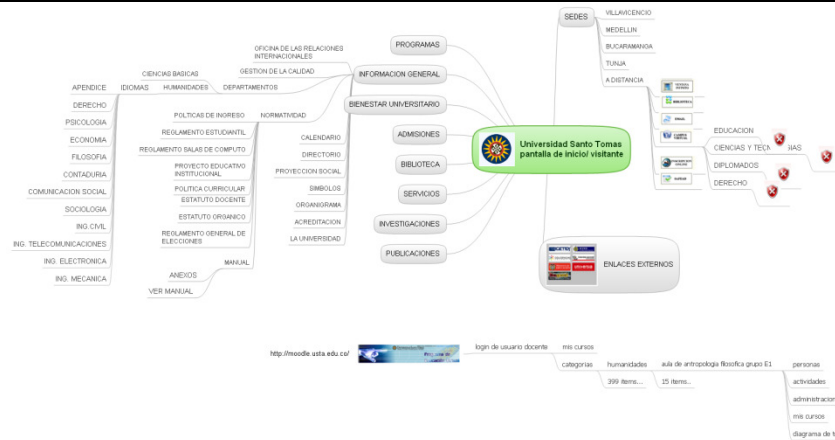 SEDES
VILLAVICENCIO
MEDELLIN
BUCARAMANGA
TUNJA
A DISTANCIA
EDUCACION
CIENCIAS Y TECN GIAS
DIPLOMADOS
DERECHO
Universidad Santo Tomas
pantalla de inicio/ visitante
PROGRAMAS
INFORMACION GENERAL
BIENESTAR UNIVERSITARIO
ADMISIONES
BIBLIOTECA
SERVICIOS
INVESTIGACIONES
PUBLICACIONES
ENLACES EXTERNOS
OFICINA DE LAS RELACIONES
INTERNACIONALES
GESTION DE LA CALIDAD
DEPARTAMENTOS
CIENCIAS BASICAS
HUMANIDADES
IDIOMAS
APENDICE
DERECHO
PSICOLOGIA
ECONOMIA
FILOSOFIA
CONTADURIA
COMUNICACION SOCIAL
SOCIOLOGIA
ING.CIVIL
ING. TELECOMUNICACIONES
ING. ELECTRONICA
ING. MECANICA
NORMATIVIDAD
POLITICAS DE INGRESO
REGLAMENTO ESTUDIANTIL
REGLAMENTO SALAS DE COMPUTO
PROYECTO EDUCATIVO
INSTITUCIONAL
POLITICA CURRICULAR
ESTATUTO DOCENTE
ESTATUTO ORGANICO
REGLAMENTO GENERAL DE
ELECCIONES
MANUAL
ANEXOS
VER MANUAL
CALENDARIO
DIRECTORIO
PROYECCION SOCIAL
SIMBOLOS
ORGANIGRAMA
ACREDITACION
LA UNIVERSIDAD
http://moodle.usta.edu.co/
login de usuario docente
mis cursos
categorias
humanidades
399 items...
aula de antropologia filosofica grupo E1
15 items..
personas
actividades
administracion
mis cursos
diagrama de